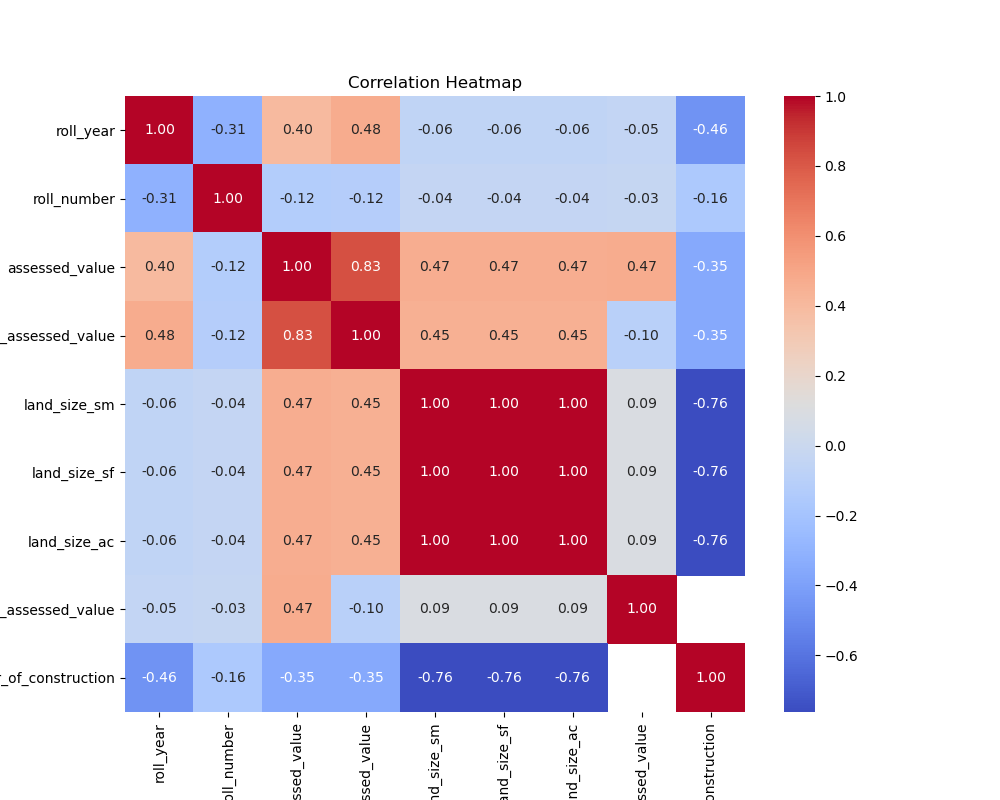 Correlation Heatmap
roll_year 1.00 -0.31 0.40 0.48 -0.06 -0.06 -0.06 -0.05 -0.46
roll_number -0.31 1.00 -0.12 -0.12 -0.04 -0.04 -0.04 -0.03 -0.16
assessed_value 0.40 -0.12 1.00 0.83 0.47 0.47 0.47 0.47 -0.35
_assessed_value 0.48 -0.12 0.83 1.00 0.45 0.45 0.45 -0.10 -0.35
land_size_sm -0.06 -0.04 0.47 0.45 1.00 1.00 1.00 0.09 -0.76
land_size_sf -0.06 -0.04 0.47 0.45 1.00 1.00 1.00 0.09 -0.76
land_size_ac -0.06 -0.04 0.47 0.45 1.00 1.00 1.00 0.09 -0.76
_assessed_value -0.05 -0.03 0.47 -0.10 0.09 0.09 0.09 1.00
r_of_construction -0.46 -0.16 -0.35 -0.35 -0.76 -0.76 -0.76 1.00
roll_year
oll_number
ssed_value
ssed_value
nd_size_sm
and_size_sf
nd_size_ac
ssed_value
onstruction
1.0
0.8
0.6
0.4
0.2
0.0
−0.2
−0.4
−0.6